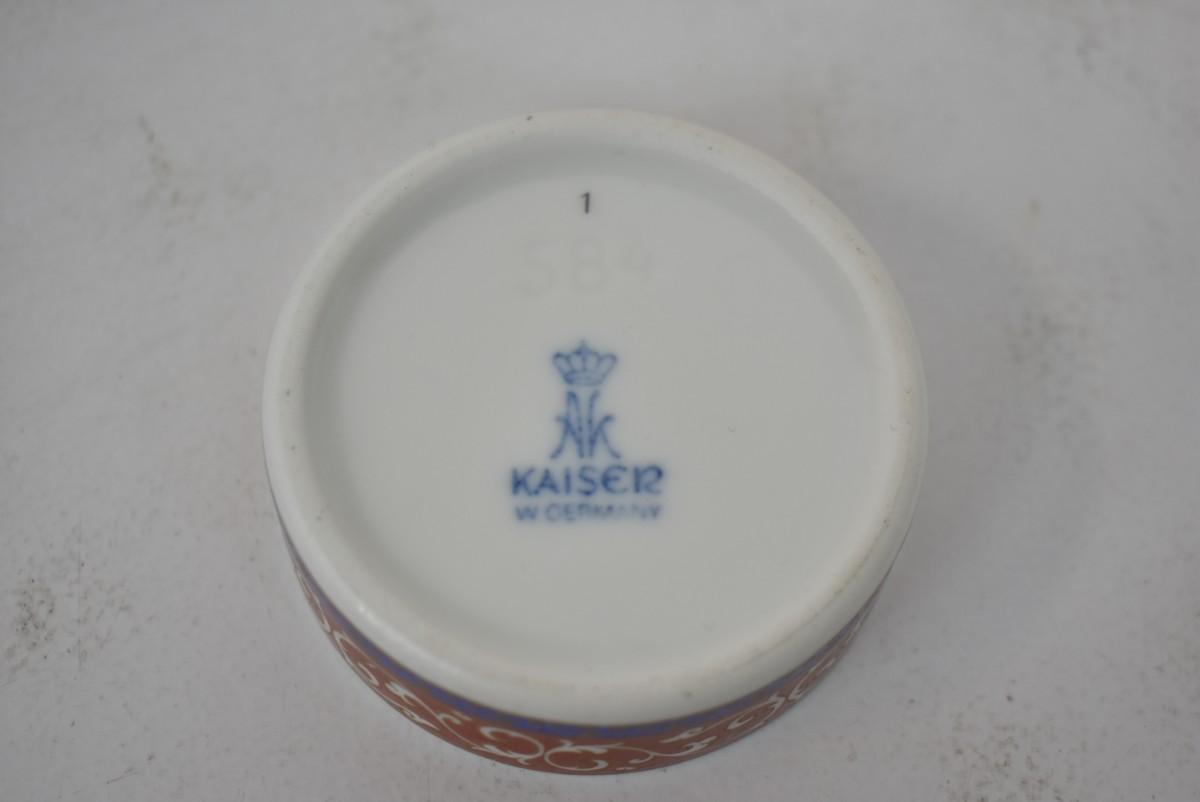 1
584
AK
KAISER
W. GERMANY